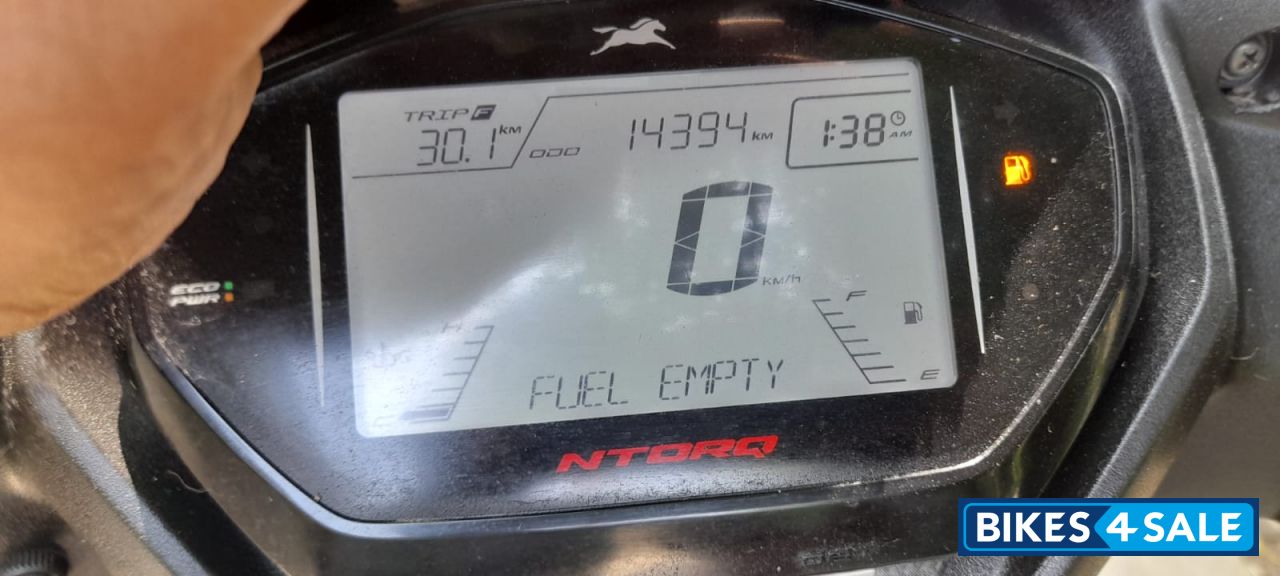 TRIP F
30.1 KM
ODO 14394 KM
1:38 AM
0 KM/H
ECO
PWR
H
C
F
E
FUEL EMPTY
NTORQ
BIKES4SALE